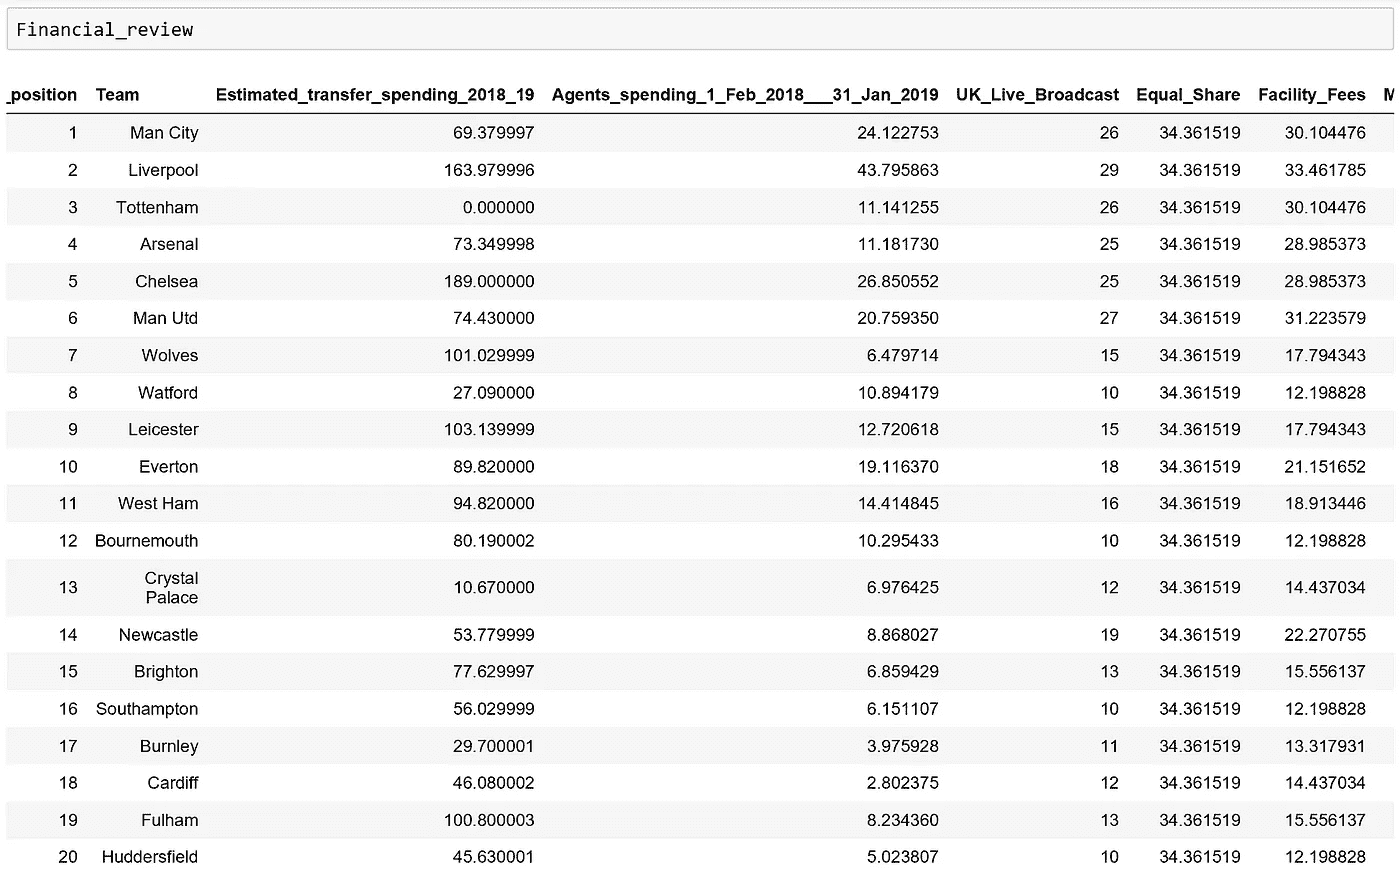 Financial_review
_position Team Estimated_transfer_spending_2018_19 Agents_spending_1_Feb_2018___31_Jan_2019 UK_Live_Broadcast Equal_Share Facility_Fees M
1 Man City 69.379997 24.122753 26 34.361519 30.104476
2 Liverpool 163.979996 43.795863 29 34.361519 33.461785
3 Tottenham 0.000000 11.141255 26 34.361519 30.104476
4 Arsenal 73.349998 11.181730 25 34.361519 28.985373
5 Chelsea 189.000000 26.850552 25 34.361519 28.985373
6 Man Utd 74.430000 20.759350 27 34.361519 31.223579
7 Wolves 101.029999 6.479714 15 34.361519 17.794343
8 Watford 27.090000 10.894179 10 34.361519 12.198828
9 Leicester 103.139999 12.720618 15 34.361519 17.794343
10 Everton 89.820000 19.116370 18 34.361519 21.151652
11 West Ham 94.820000 14.414845 16 34.361519 18.913446
12 Bournemouth 80.190002 10.295433 10 34.361519 12.198828
Crystal
13 Palace 10.670000 6.976425 12 34.361519 14.437034
14 Newcastle 53.779999 8.868027 19 34.361519 22.270755
15 Brighton 77.629997 6.859429 13 34.361519 15.556137
16 Southampton 56.029999 6.151107 10 34.361519 12.198828
17 Burnley 29.700001 3.975928 11 34.361519 13.317931
18 Cardiff 46.080002 2.802375 12 34.361519 14.437034
19 Fulham 100.800003 8.234360 13 34.361519 15.556137
20 Huddersfield 45.630001 5.023807 10 34.361519 12.198828